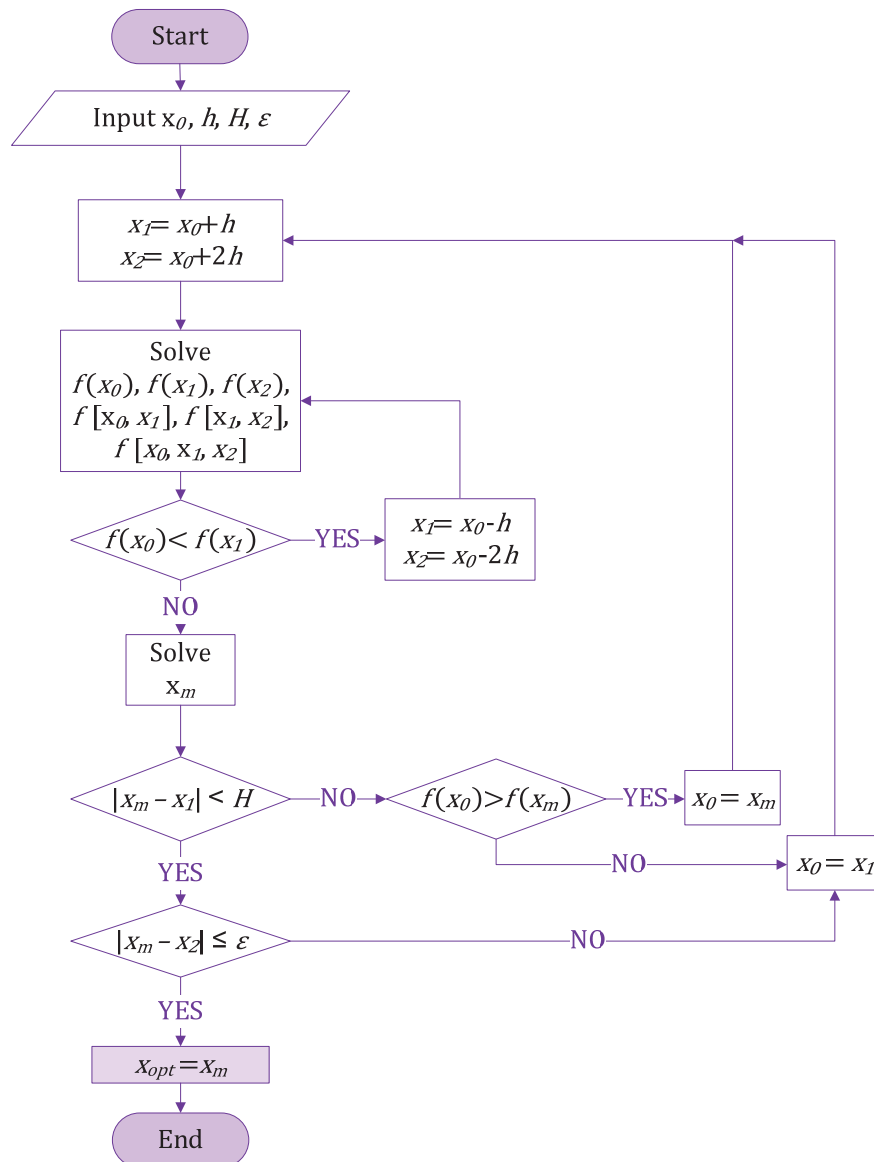 Start
Input x₀, h, H, ε
x₁= x₀+h
x₂= x₀+2h
Solve
f(x₀), f(x₁), f(x₂),
f [x₀, x₁], f [x₁, x₂],
f [x₀, x₁, x₂]
f(x₀)< f(x₁)
YES
x₁= x₀-h
x₂= x₀-2h
NO
Solve
xₘ
|xₘ – x₁| < H
NO
f(x₀)>f(xₘ)
YES
x₀ = xₘ
YES
NO
x₀ = x₁
|xₘ – x₂| ≤ ε
NO
YES
xₒₚₜ=xₘ
End